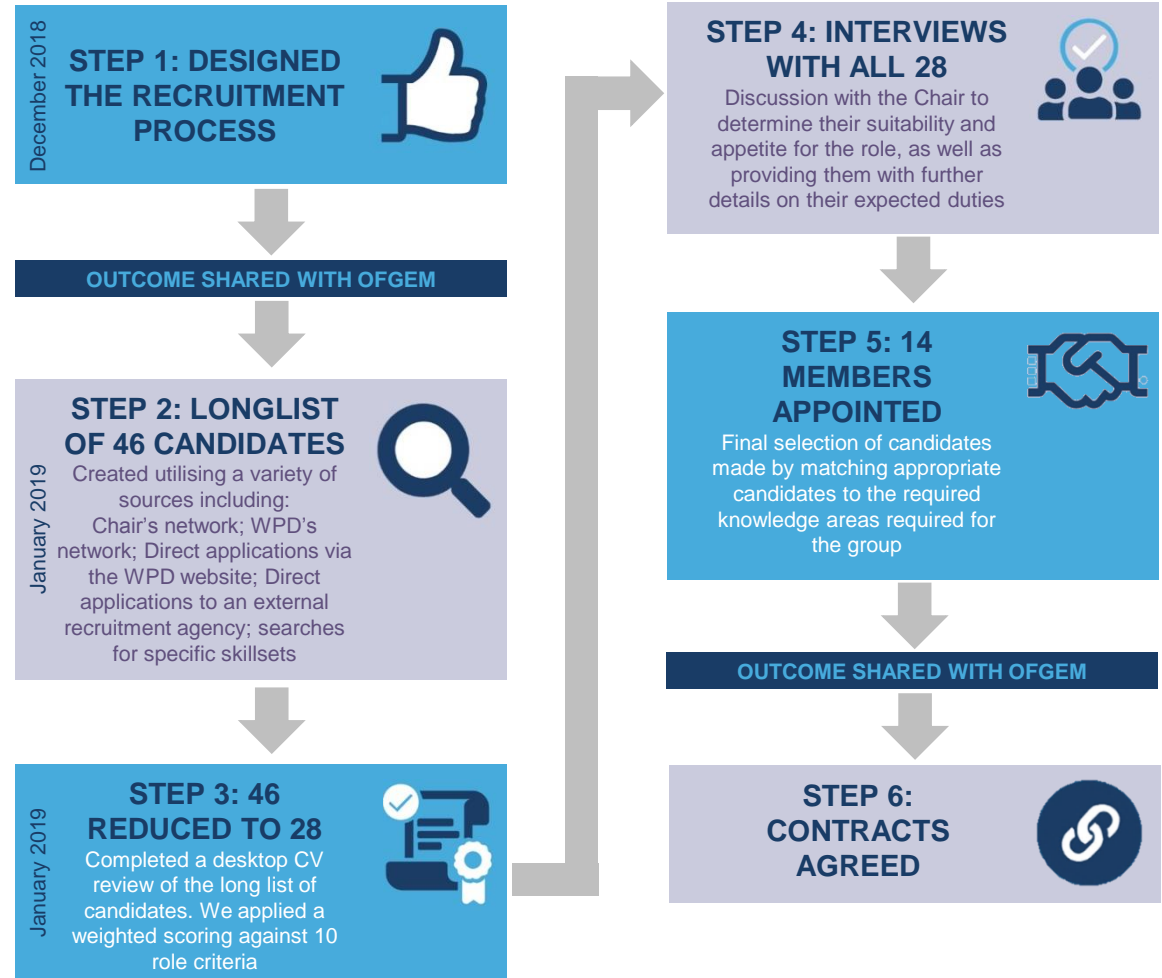 December 2018
STEP 1: DESIGNED
THE RECRUITMENT
PROCESS
OUTCOME SHARED WITH OFGEM
January 2019
STEP 2: LONGLIST
OF 46 CANDIDATES
Created utilising a variety of
sources including:
Chair's network; WPD's
network; Direct applications via
the WPD website; Direct
applications to an external
recruitment agency; searches
for specific skillsets
January 2019
STEP 3: 46
REDUCED TO 28
Completed a desktop CV
review of the long list of
candidates. We applied a
weighted scoring against 10
role criteria
STEP 4: INTERVIEWS
WITH ALL 28
Discussion with the Chair to
determine their suitability and
appetite for the role, as well as
providing them with further
details on their expected duties
STEP 5: 14
MEMBERS
APPOINTED
Final selection of candidates
made by matching appropriate
candidates to the required
knowledge areas required for
the group
OUTCOME SHARED WITH OFGEM
STEP 6:
CONTRACTS
AGREED